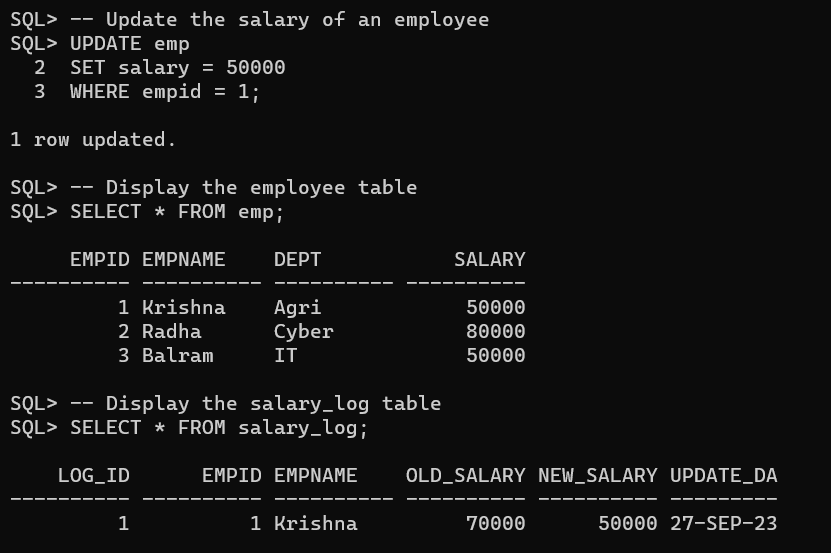 SQL> -- Update the salary of an employee
SQL> UPDATE emp
  2  SET salary = 50000
  3  WHERE empid = 1;
1 row updated.
SQL> -- Display the employee table
SQL> SELECT * FROM emp;
     EMPID EMPNAME    DEPT           SALARY
---------- ---------- ---------- ----------
         1 Krishna    Agri            50000
         2 Radha      Cyber           80000
         3 Balram     IT              50000
SQL> -- Display the salary_log table
SQL> SELECT * FROM salary_log;
    LOG_ID      EMPID EMPNAME    OLD_SALARY NEW_SALARY UPDATE_DA
---------- ---------- ---------- ---------- ---------- ---------
         1          1 Krishna         70000      50000 27-SEP-23